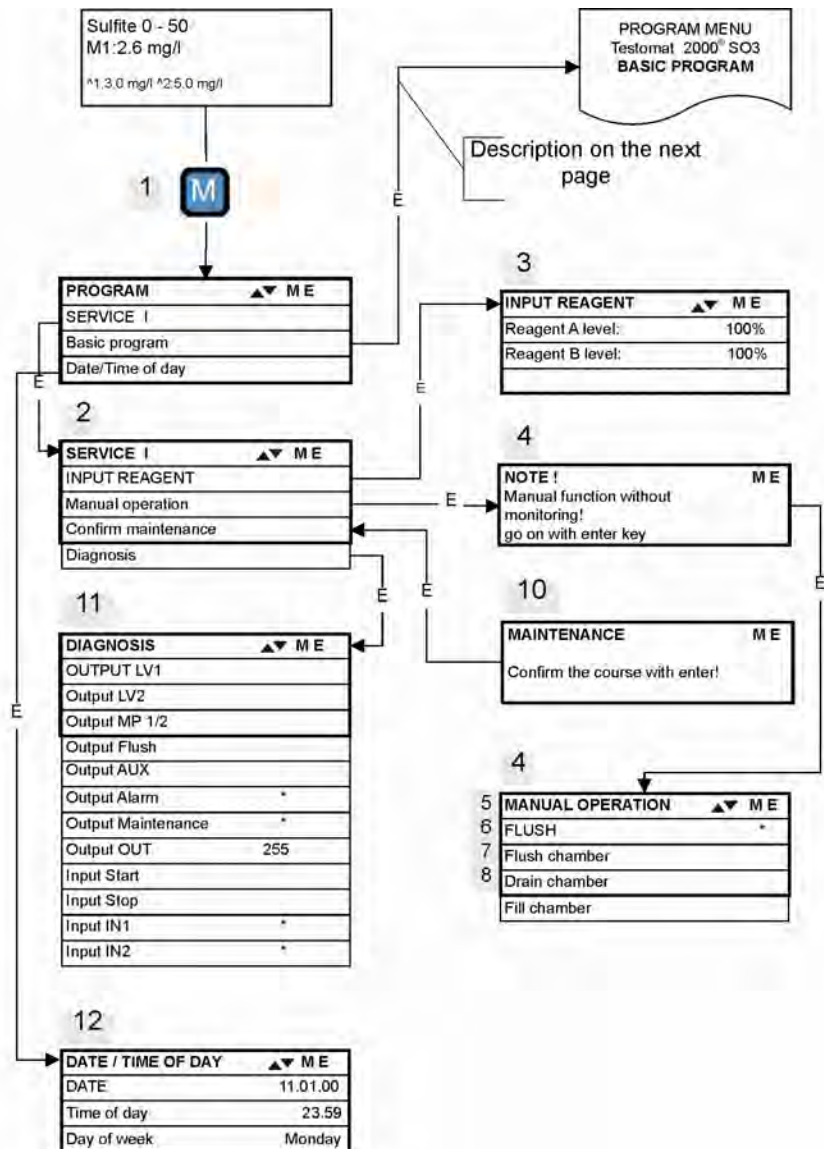 Sulfite 0 - 50
M1:2.6 mg/l
^1:3.0 mg/l ^2:5.0 mg/l
PROGRAM MENU
Testomat 2000® SO3
BASIC PROGRAM
Description on the next
page
1
M
E
PROGRAM ▲▼ M E
SERVICE I
Basic program
Date/Time of day
E
3
INPUT REAGENT ▲▼ M E
Reagent A level: 100%
Reagent B level: 100%
E
2
SERVICE I ▲▼ M E
INPUT REAGENT
Manual operation
Confirm maintenance
Diagnosis
E
4
NOTE ! M E
Manual function without
monitoring!
go on with enter key
E
E
E
10
MAINTENANCE M E
Confirm the course with enter!
11
DIAGNOSIS ▲▼ M E
OUTPUT LV1
Output LV2
Output MP 1/2
Output Flush
Output AUX
Output Alarm *
Output Maintenance *
Output OUT 255
Input Start
Input Stop
Input IN1 *
Input IN2 *
E
4
5 MANUAL OPERATION ▲▼ M E
6 FLUSH *
7 Flush chamber
8 Drain chamber
Fill chamber
12
DATE / TIME OF DAY ▲▼ M E
DATE 11.01.00
Time of day 23.59
Day of week Monday